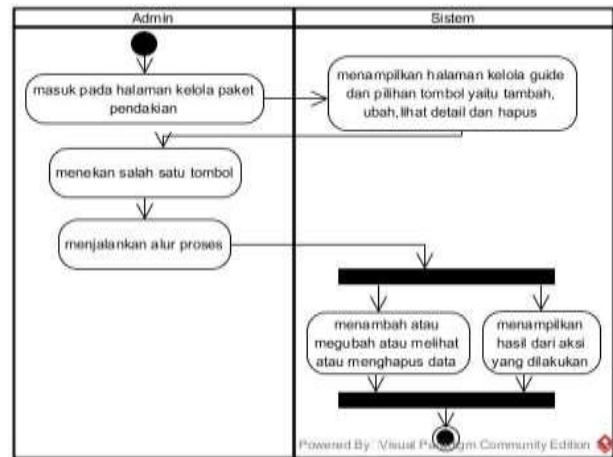 Admin
Sistem
masuk pada halaman kelola paket
pendakian
menampilkan halaman kelola guide
dan pilihan tombol yaitu tambah,
ubah,lihat detail dan hapus
menekan salah satu tombol
menjalankan alur proses
menambah atau
megubah atau melihat
atau menghapus data
menampilkan
hasil dari aksi
yang dilakukan
Powered By Visual Paradigm Community Edition